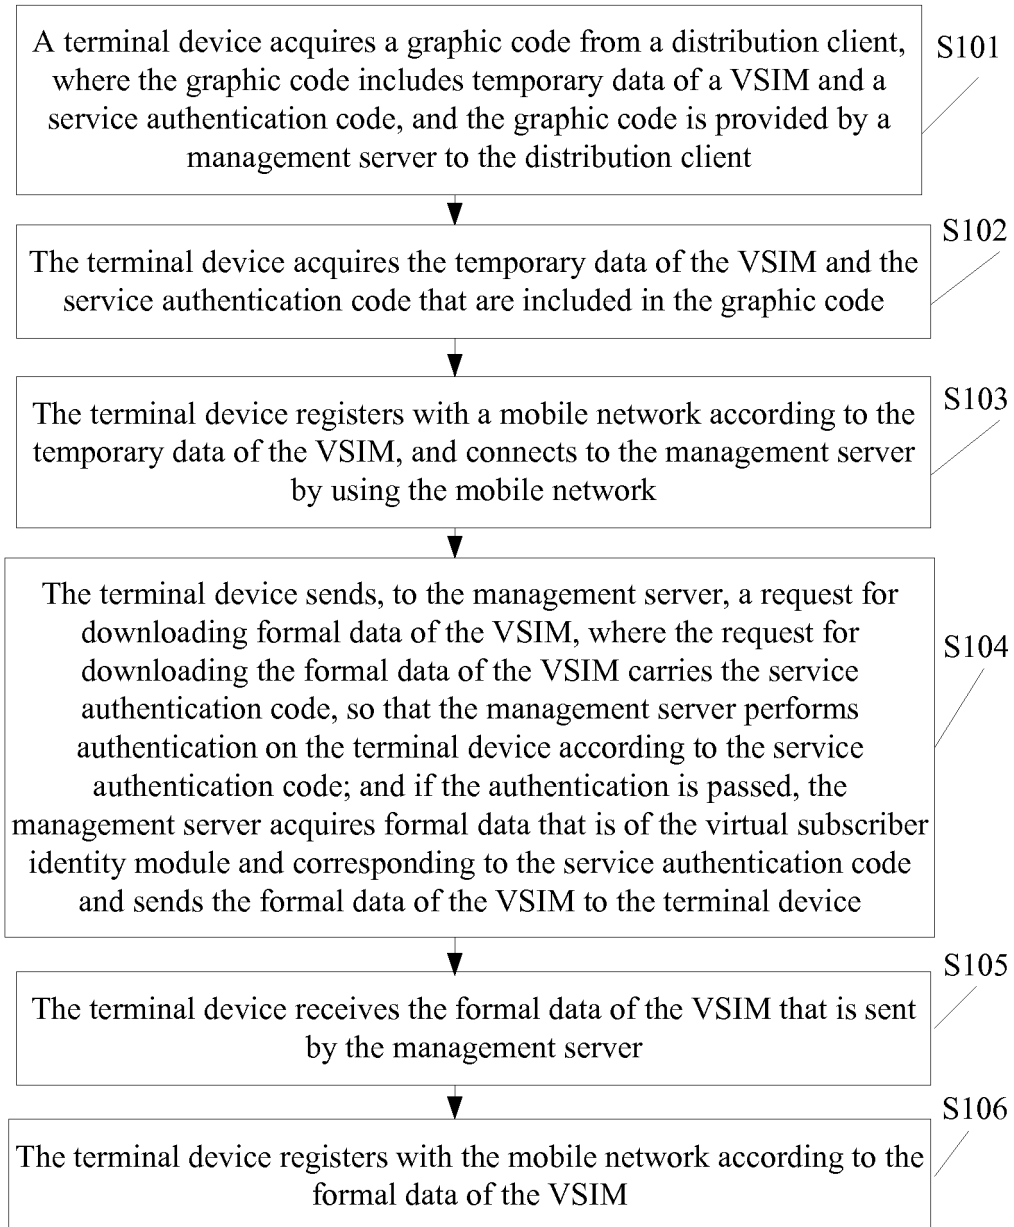 A terminal device acquires a graphic code from a distribution client,
where the graphic code includes temporary data of a VSIM and a
service authentication code, and the graphic code is provided by a
management server to the distribution client
S101
The terminal device acquires the temporary data of the VSIM and the
service authentication code that are included in the graphic code
S102
The terminal device registers with a mobile network according to the
temporary data of the VSIM, and connects to the management server
by using the mobile network
S103
The terminal device sends, to the management server, a request for
downloading formal data of the VSIM, where the request for
downloading the formal data of the VSIM carries the service
authentication code, so that the management server performs
authentication on the terminal device according to the service
authentication code; and if the authentication is passed, the
management server acquires formal data that is of the virtual subscriber
identity module and corresponding to the service authentication code
and sends the formal data of the VSIM to the terminal device
S104
The terminal device receives the formal data of the VSIM that is sent
by the management server
S105
The terminal device registers with the mobile network according to the
formal data of the VSIM
S106